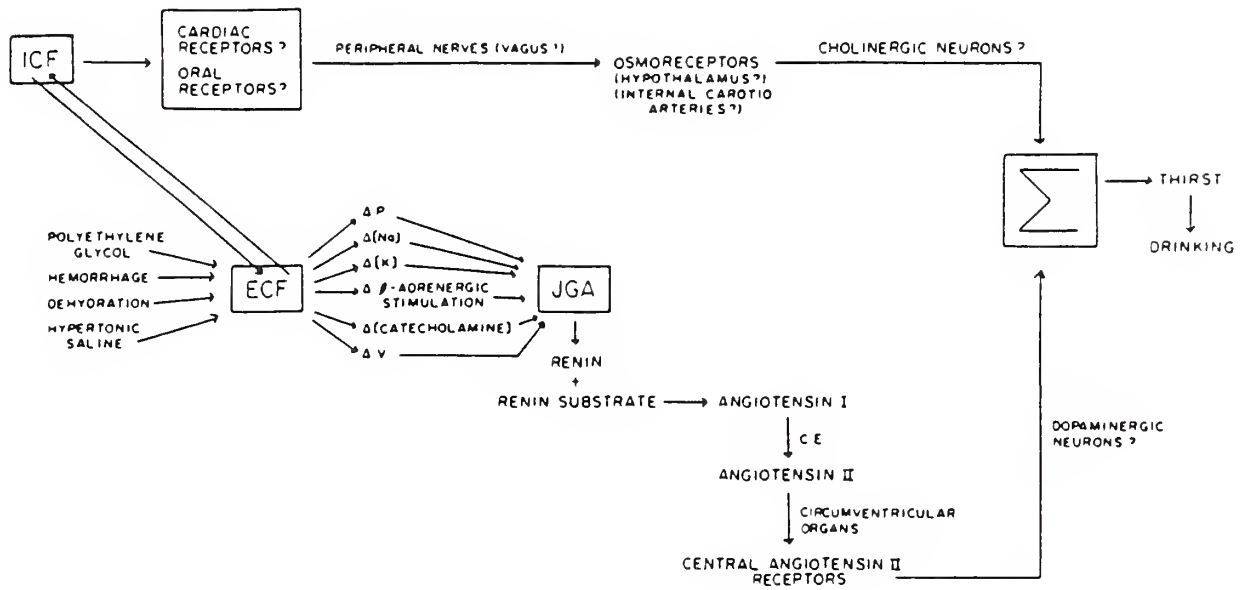 ICF
CARDIAC
RECEPTORS?
ORAL
RECEPTORS?
PERIPHERAL NERVES (VAGUS?)
OSMORECEPTORS
(HYPOTHALAMUS?)
(INTERNAL CAROTID
ARTERIES?)
CHOLINERGIC NEURONS?
Σ
THIRST
DRINKING
POLYETHYLENE
GLYCOL
HEMORRHAGE
DEHYDRATION
HYPERTONIC
SALINE
ECF
Δ P
Δ[Na]
Δ[K]
Δ β-ADRENERGIC
STIMULATION
Δ[CATECHOLAMINE]
Δ V
JGA
RENIN
+
RENIN SUBSTRATE
ANGIOTENSIN I
C E
ANGIOTENSIN II
CIRCUMVENTRICULAR
ORGANS
CENTRAL ANGIOTENSIN II
RECEPTORS
DOPAMINERGIC
NEURONS?